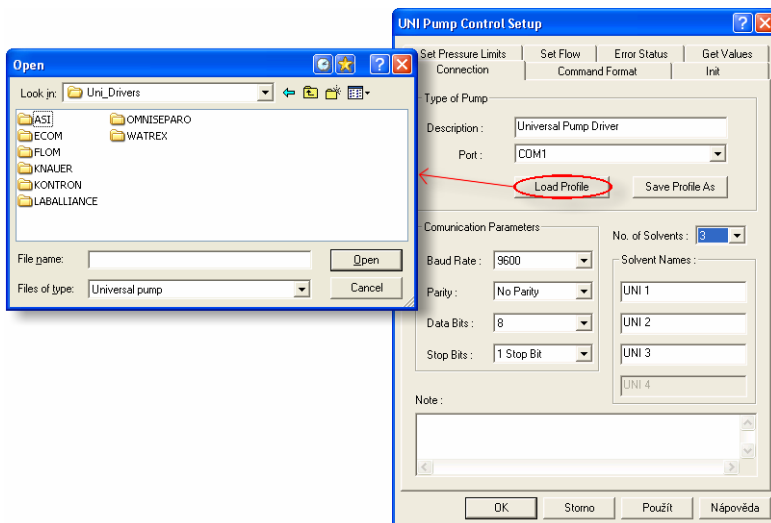 UNI Pump Control Setup
Set Pressure Limits Set Flow Error Status Get Values
Connection Command Format Init
Type of Pump
Description : Universal Pump Driver
Port : COM1
Load Profile Save Profile As
Comunication Parameters
Baud Rate : 9600
Parity : No Parity
Data Bits : 8
Stop Bits : 1 Stop Bit
No. of Solvents : 3
Solvent Names :
UNI 1
UNI 2
UNI 3
UNI 4
Note :
OK Storno Použít Nápověda
Open
Look in: Uni_Drivers
ASI OMNISEPARO
ECOM WATREX
FLOM
KNAUER
KONTRON
LABALLIANCE
File name: Open
Files of type: Universal pump Cancel